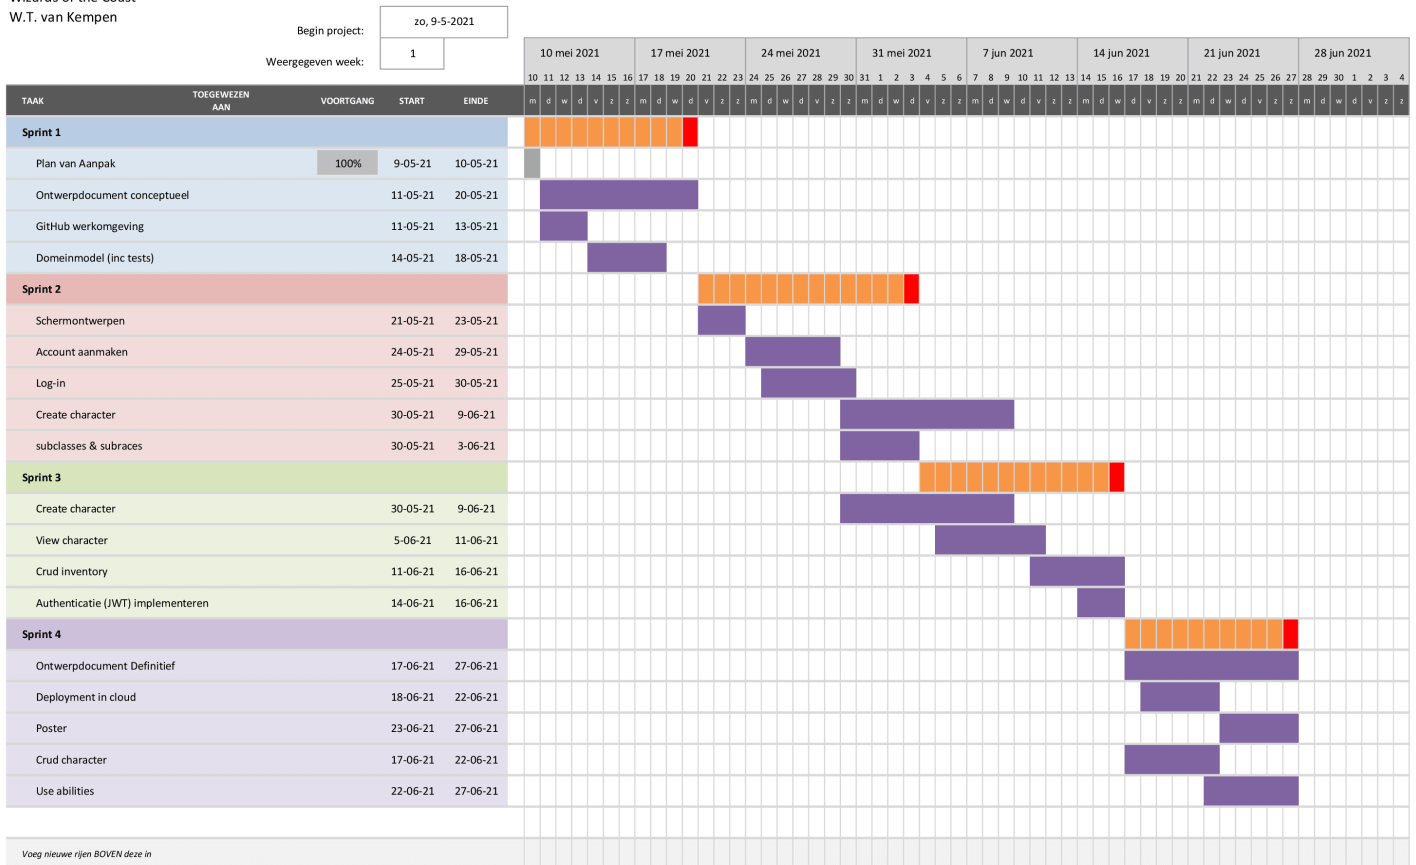 Wizards of the Coast
W.T. van Kempen
Begin project: zo, 9-5-2021
Weergegeven week: 1
10 mei 2021 17 mei 2021 24 mei 2021 31 mei 2021 7 jun 2021 14 jun 2021 21 jun 2021 28 jun 2021
10 11 12 13 14 15 16 17 18 19 20 21 22 23 24 25 26 27 28 29 30 31 1 2 3 4 5 6 7 8 9 10 11 12 13 14 15 16 17 18 19 20 21 22 23 24 25 26 27 28 29 30 1 2 3 4
TAAK TOEGEWEZEN AAN VOORTGANG START EINDE m d w d v z z m d w d v z z m d w d v z z m d w d v z z m d w d v z z m d w d v z z m d w d v z z m d w d v z z
Sprint 1
Plan van Aanpak 100% 9-05-21 10-05-21
Ontwerpdocument conceptueel 11-05-21 20-05-21
GitHub werkomgeving 11-05-21 13-05-21
Domeinmodel (inc tests) 14-05-21 18-05-21
Sprint 2
Schermontwerpen 21-05-21 23-05-21
Account aanmaken 24-05-21 29-05-21
Log-in 25-05-21 30-05-21
Create character 30-05-21 9-06-21
subclasses & subraces 30-05-21 3-06-21
Sprint 3
Create character 30-05-21 9-06-21
View character 5-06-21 11-06-21
Crud inventory 11-06-21 16-06-21
Authenticatie (JWT) implementeren 14-06-21 16-06-21
Sprint 4
Ontwerpdocument Definitief 17-06-21 27-06-21
Deployment in cloud 18-06-21 22-06-21
Poster 23-06-21 27-06-21
Crud character 17-06-21 22-06-21
Use abilities 22-06-21 27-06-21
Voeg nieuwe rijen BOVEN deze in